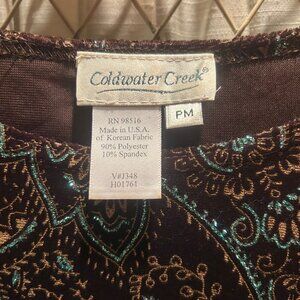 Coldwater Creek®
PM
RN 98516
Made in U.S.A.
of Korean Fabric
90% Polyester
10% Spandex
V#J348
H01761